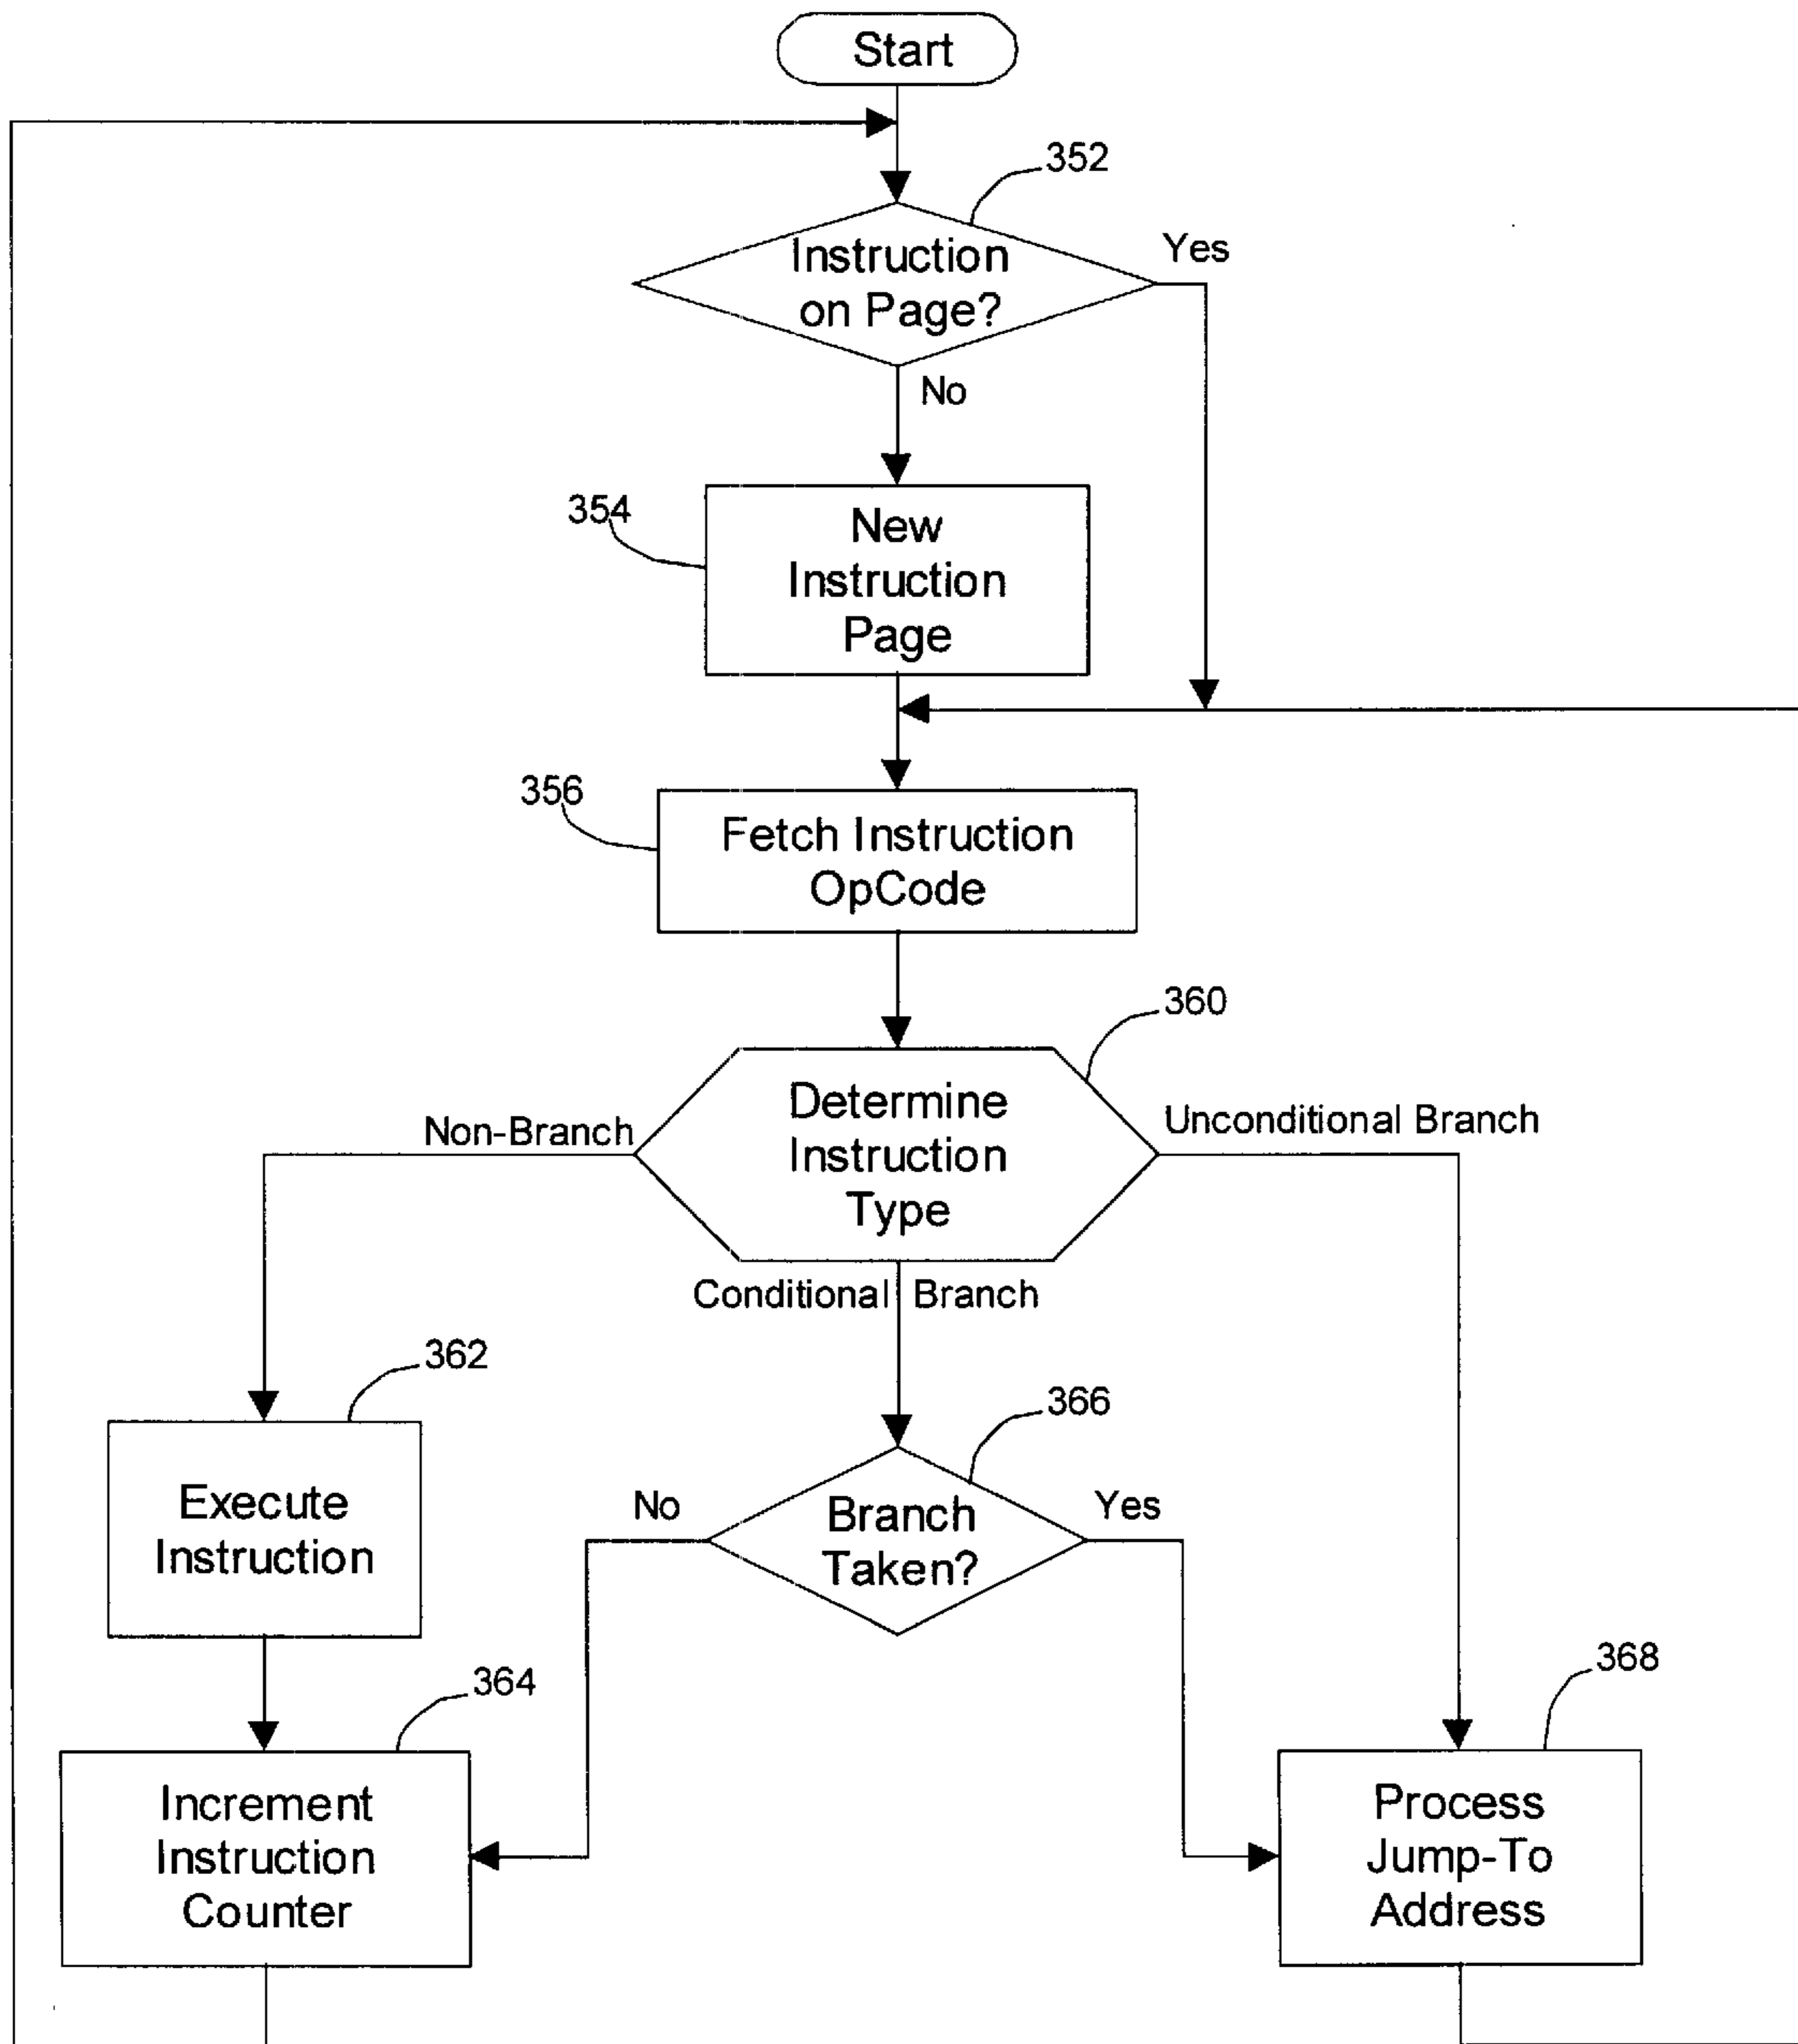 Start
352
Instruction
on Page?
Yes
No
354
New
Instruction
Page
356
Fetch Instruction
OpCode
360
Determine
Instruction
Type
Non-Branch
Unconditional Branch
Conditional Branch
362
Execute
Instruction
366
Branch
Taken?
No
Yes
364
Increment
Instruction
Counter
368
Process
Jump-To
Address